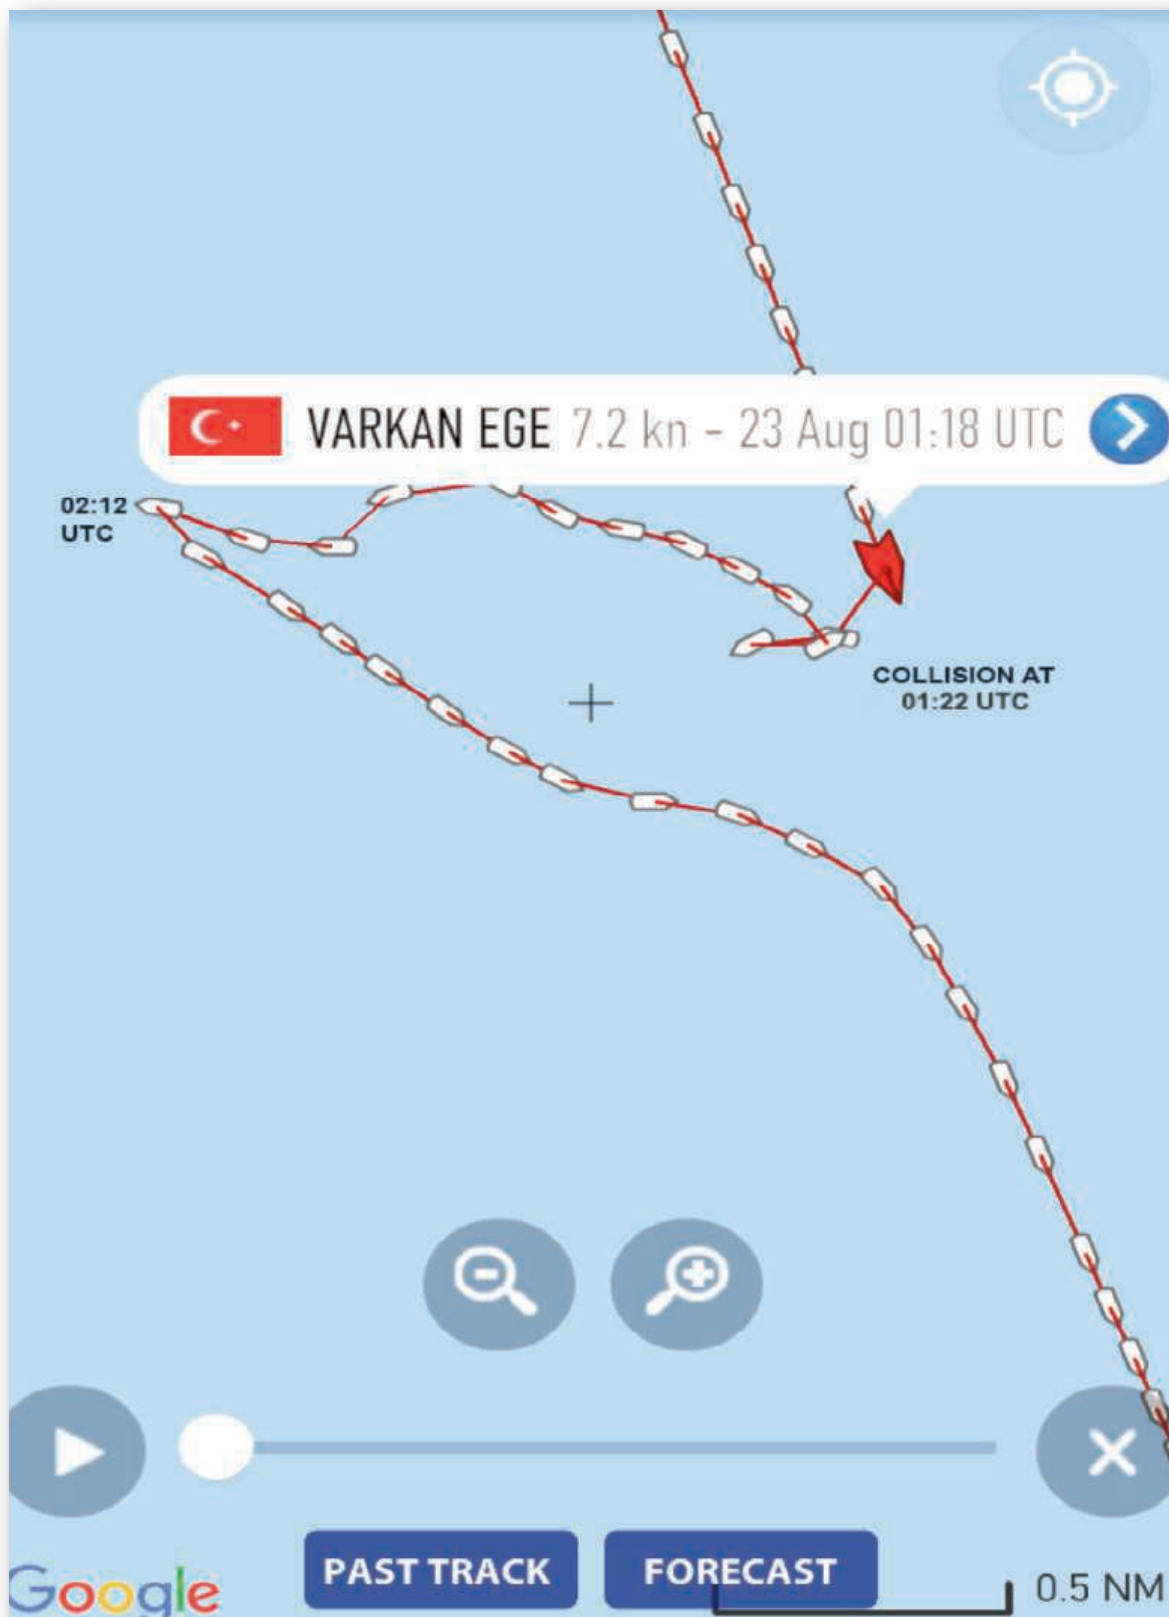 VARKAN EGE 7.2 kn - 23 Aug 01:18 UTC
02:12
UTC
COLLISION AT
01:22 UTC
PAST TRACK
FORECAST
Google
0.5 NM